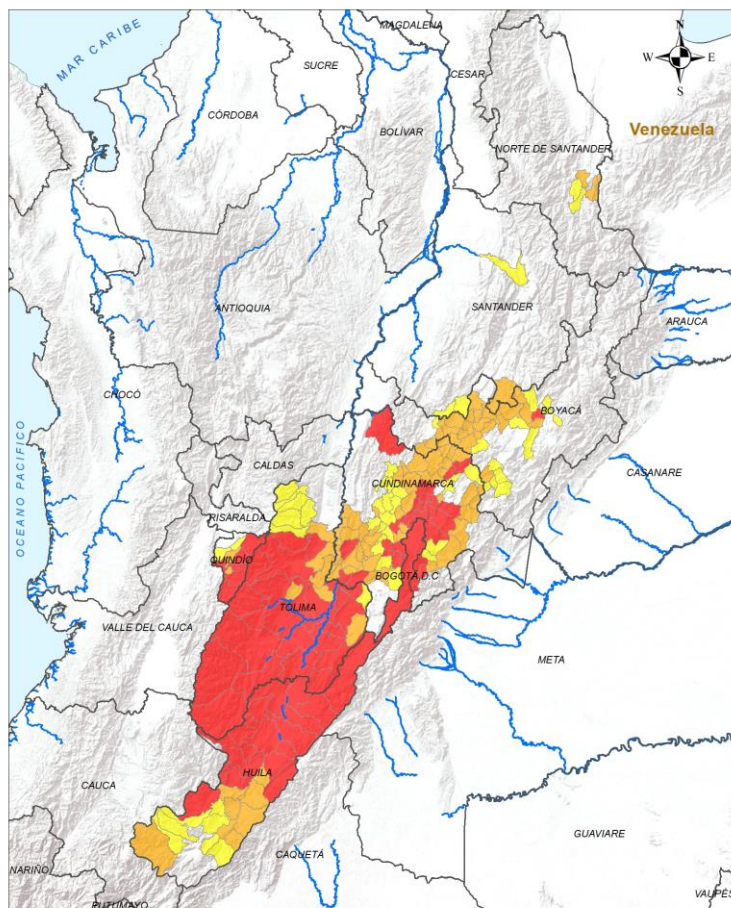 MAGDALENA
N
W E
S
MAR CARIBE
SUCRE
CESAR
CÓRDOBA
BOLÍVAR
Venezuela
NORTE DE SANTANDER
ANTIOQUIA
SANTANDER
ARAUCA
CHOCÓ
BOYACÁ
OCEANO PACIFICO
CALDAS
CUNDINAMARCA
CASANARE
RISARALDA
QUINDÍO
BOGOTÁ, D.C
TOLIMA
VALLE DEL CAUCA
META
HUILA
CAUCA
GUAVIARE
CAQUETÁ
NARIÑO
PUTUMAYO
VAUPÉS